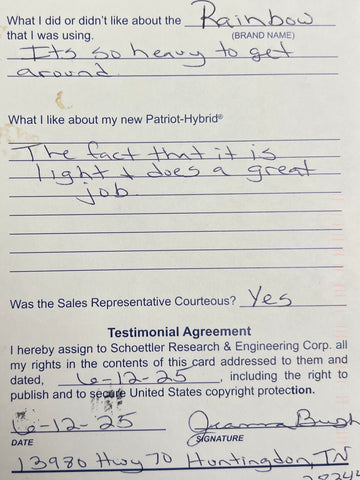 What I did or didn't like about the Rainbow
that I was using. (BRAND NAME)
Its so heavy to get
around
What I like about my new Patriot-Hybrid®
The fact that it is
light + does a great
job
Was the Sales Representative Courteous? Yes
Testimonial Agreement
I hereby assign to Schoettler Research & Engineering Corp. all
my rights in the contents of this card addressed to them and
dated, 6-12-25, including the right to
publish and to secure United States copyright protection.
6-12-25 Jeanna Bush
DATE SIGNATURE
13980 Hwy 70 Huntingdon, TN